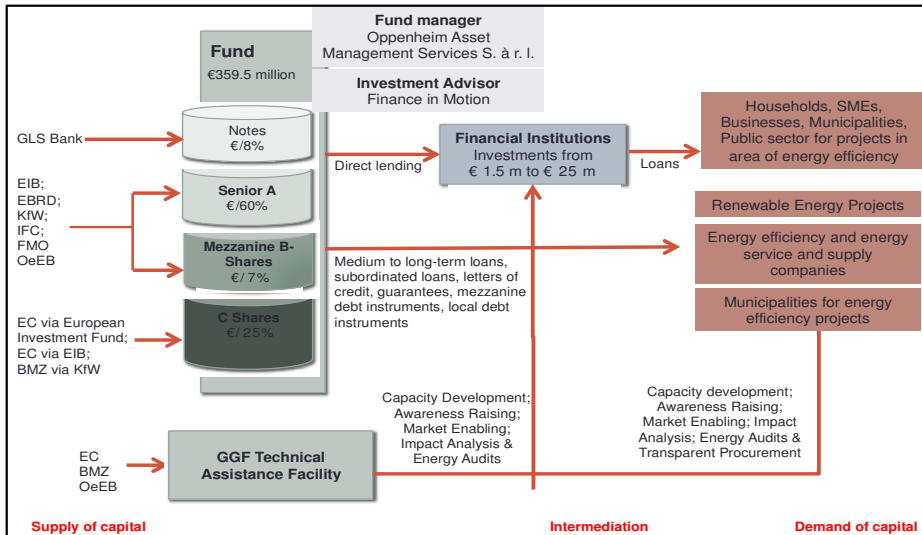 Fund
€359.5 million
Fund manager
Oppenheim Asset
Management Services S. à r. l.
Investment Advisor
Finance in Motion
GLS Bank
Notes
€/8%
EIB;
EBRD;
KfW;
IFC;
FMO
OeEB
Senior A
€/60%
Mezzanine B-
Shares
€/ 7%
EC via European
Investment Fund;
EC via EIB;
BMZ via KfW
C Shares
€/ 25%
Direct lending
Financial Institutions
Investments from
€ 1.5 m to € 25 m
Loans
Households, SMEs,
Businesses, Municipalities,
Public sector for projects in
area of energy efficiency
Renewable Energy Projects
Energy efficiency and energy
service and supply
companies
Municipalities for energy
efficiency projects
Medium to long-term loans,
subordinated loans, letters of
credit, guarantees, mezzanine
debt instruments, local debt
instruments
Capacity Development;
Awareness Raising;
Market Enabling;
Impact Analysis &
Energy Audits
Capacity development;
Awareness Raising;
Market Enabling; Impact
Analysis; Energy Audits &
Transparent Procurement
EC
BMZ
OeEB
GGF Technical
Assistance Facility
Supply of capital
Intermediation
Demand of capital